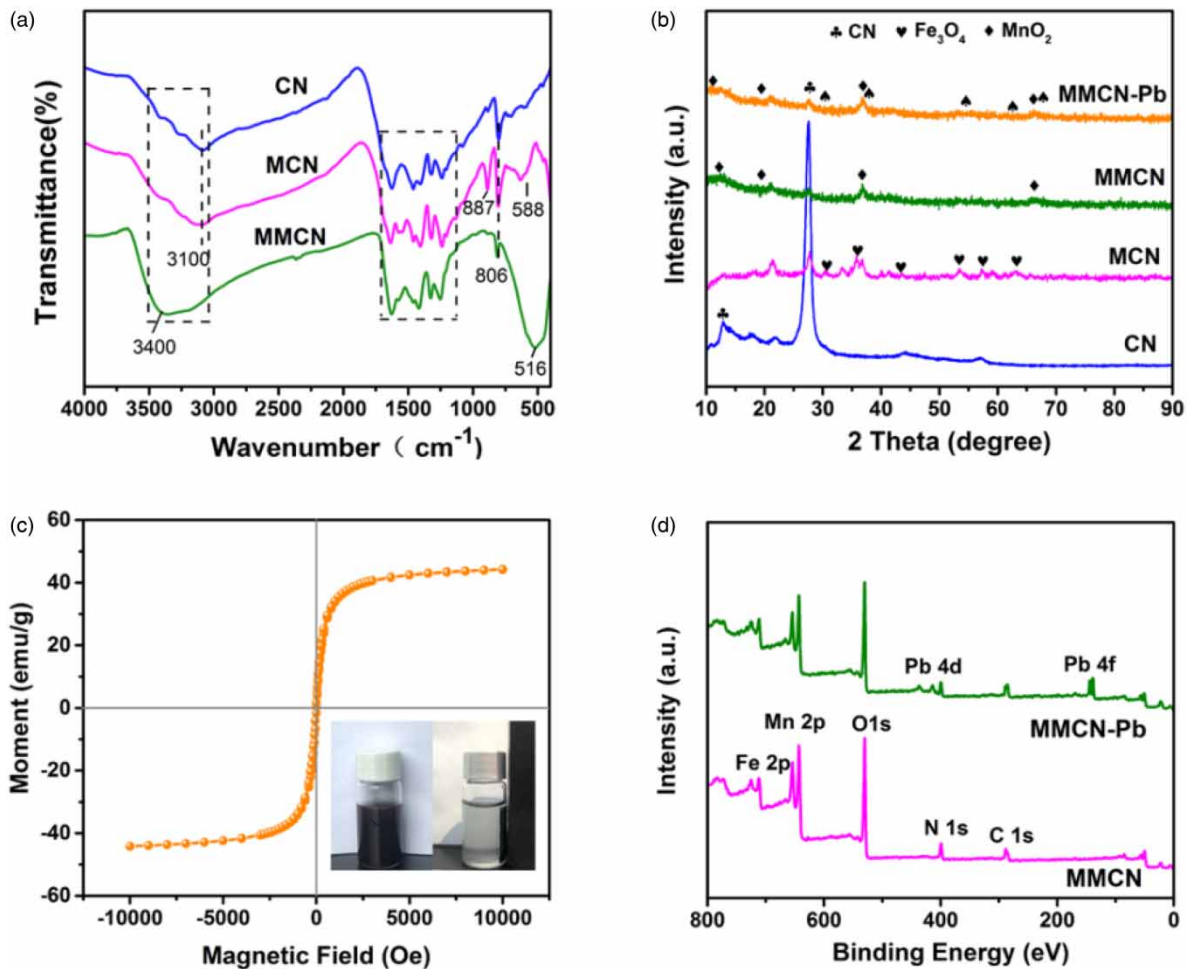 (a)
Transmittance(%)
CN
MCN
MMCN
3100
3400
887
588
806
516
4000 3500 3000 2500 2000 1500 1000 500
Wavenumber （ cm⁻¹)
(b)
♣ CN ♥ Fe₃O₄ ♦ MnO₂
Intensity (a.u.)
MMCN-Pb
MMCN
MCN
CN
10 20 30 40 50 60 70 80 90
2 Theta (degree)
(c)
Moment (emu/g)
60
40
20
0
-20
-40
-60
-10000 -5000 0 5000 10000
Magnetic Field (Oe)
(d)
Intensity (a.u.)
Pb 4d
Pb 4f
MMCN-Pb
Mn 2p
O1s
Fe 2p
N 1s
C 1s
MMCN
800 600 400 200 0
Binding Energy (eV)